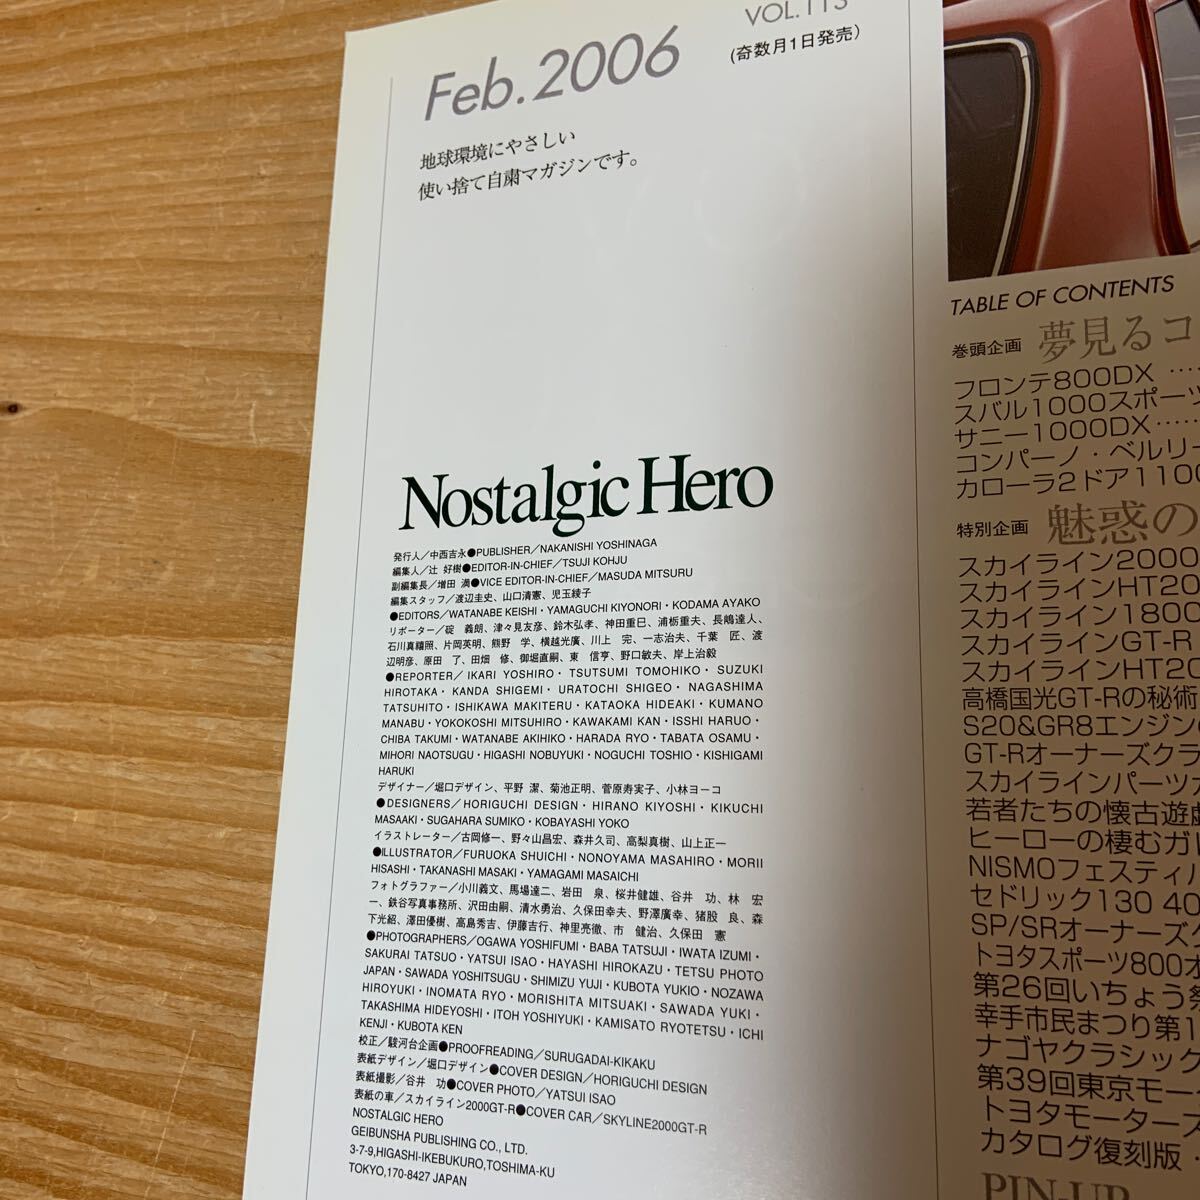 Feb.2006
VOL.113
(奇数月1日発売)
地球環境にやさしい
使い捨て自粛マガジンです。
Nostalgic Hero
発行人／中西吉永●PUBLISHER／NAKANISHI YOSHINAGA
編集人／辻 好樹●EDITOR-IN-CHIEF／TSUJI KOHJU
副編集長／増田 満●VICE EDITOR-IN-CHIEF／MASUDA MITSURU
編集スタッフ／渡辺圭史、山口清憲、児玉綾子
●EDITORS／WATANABE KEISHI・YAMAGUCHI KIYONORI・KODAMA AYAKO
リポーター／碇 義朗、津々見友彦、鈴木弘孝、神田重巳、浦栃重夫、長嶋達人、
石川真禧照、片岡英明、熊野 学、横越光廣、川上 完、一志治夫、千葉 匠、渡
辺明彦、原田 了、田畑 修、御堀直嗣、東 信亨、野口敏夫、岸上治毅
●REPORTER／IKARI YOSHIRO・TSUTSUMI TOMOHIKO・SUZUKI
HIROTAKA・KANDA SHIGEMI・URATOCHI SHIGEO・NAGASHIMA
TATSUHITO・ISHIKAWA MAKITERU・KATAOKA HIDEAKI・KUMANO
MANABU・YOKOKOSHI MITSUHIRO・KAWAKAMI KAN・ISSHI HARUO・
CHIBA TAKUMI・WATANABE AKIHIKO・HARADA RYO・TABATA OSAMU・
MIHORI NAOTSUGU・HIGASHI NOBUYUKI・NOGUCHI TOSHIO・KISHIGAMI
HARUKI
デザイナー／堀口デザイン、平野 潔、菊池正明、菅原寿実子、小林ヨーコ
●DESIGNERS／HORIGUCHI DESIGN・HIRANO KIYOSHI・KIKUCHI
MASAAKI・SUGAHARA SUMIKO・KOBAYASHI YOKO
イラストレーター／古岡修一、野々山昌宏、森井久司、高梨真樹、山上正一
●ILLUSTRATOR／FURUOKA SHUICHI・NONOYAMA MASAHIRO・MORII
HISASHI・TAKANASHI MASAKI・YAMAGAMI MASAICHI
フォトグラファー／小川義文、馬場達二、岩田 泉、桜井健雄、谷井 功、林 宏
一、鉄谷写真事務所、沢田由嗣、清水勇治、久保田幸夫、野澤廣幸、猪股 良、森
下光紹、澤田優樹、高島秀吉、伊藤吉行、神里亮徹、市 健治、久保田 憲
●PHOTOGRAPHERS／OGAWA YOSHIFUMI・BABA TATSUJI・IWATA IZUMI・
SAKURAI TATSUO・YATSUI ISAO・HAYASHI HIROKAZU・TETSU PHOTO
JAPAN・SAWADA YOSHITSUGU・SHIMIZU YUJI・KUBOTA YUKIO・NOZAWA
HIROYUKI・INOMATA RYO・MORISHITA MITSUAKI・SAWADA YUKI・
TAKASHIMA HIDEYOSHI・ITOH YOSHIYUKI・KAMISATO RYOTETSU・ICHI
KENJI・KUBOTA KEN
校正／駿河台企画●PROOFREADING／SURUGADAI-KIKAKU
表紙デザイン／堀口デザイン●COVER DESIGN／HORIGUCHI DESIGN
表紙撮影／谷井 功●COVER PHOTO／YATSUI ISAO
表紙の車／スカイライン2000GT-R●COVER CAR／SKYLINE2000GT-R
NOSTALGIC HERO
GEIBUNSHA PUBLISHING CO., LTD.
3-7-9,HIGASHI-IKEBUKURO,TOSHIMA-KU
TOKYO,170-8427 JAPAN
TABLE OF CONTENTS
巻頭企画 夢見るコ
フロンテ800DX ‥‥
スバル1000スポーツ
サニー1000DX‥‥
コンパーノ・ベルリー
カローラ2ドア1100
特別企画 魅惑の
スカイライン2000
スカイラインHT20
スカイライン1800
スカイラインGT-R
スカイラインHT20
高橋国光GT-Rの秘術
S20&GR8エンジン
GT-Rオーナーズクラ
スカイラインパーツカ
若者たちの懐古遊戯
ヒーローの棲むガレ
NISMOフェスティバ
セドリック130 40
SP/SRオーナーズク
トヨタスポーツ800オ
第26回いちょう祭
幸手市民まつり第1
ナゴヤクラシック
第39回東京モー
トヨタモータース
カタログ復刻版
PIN-UP